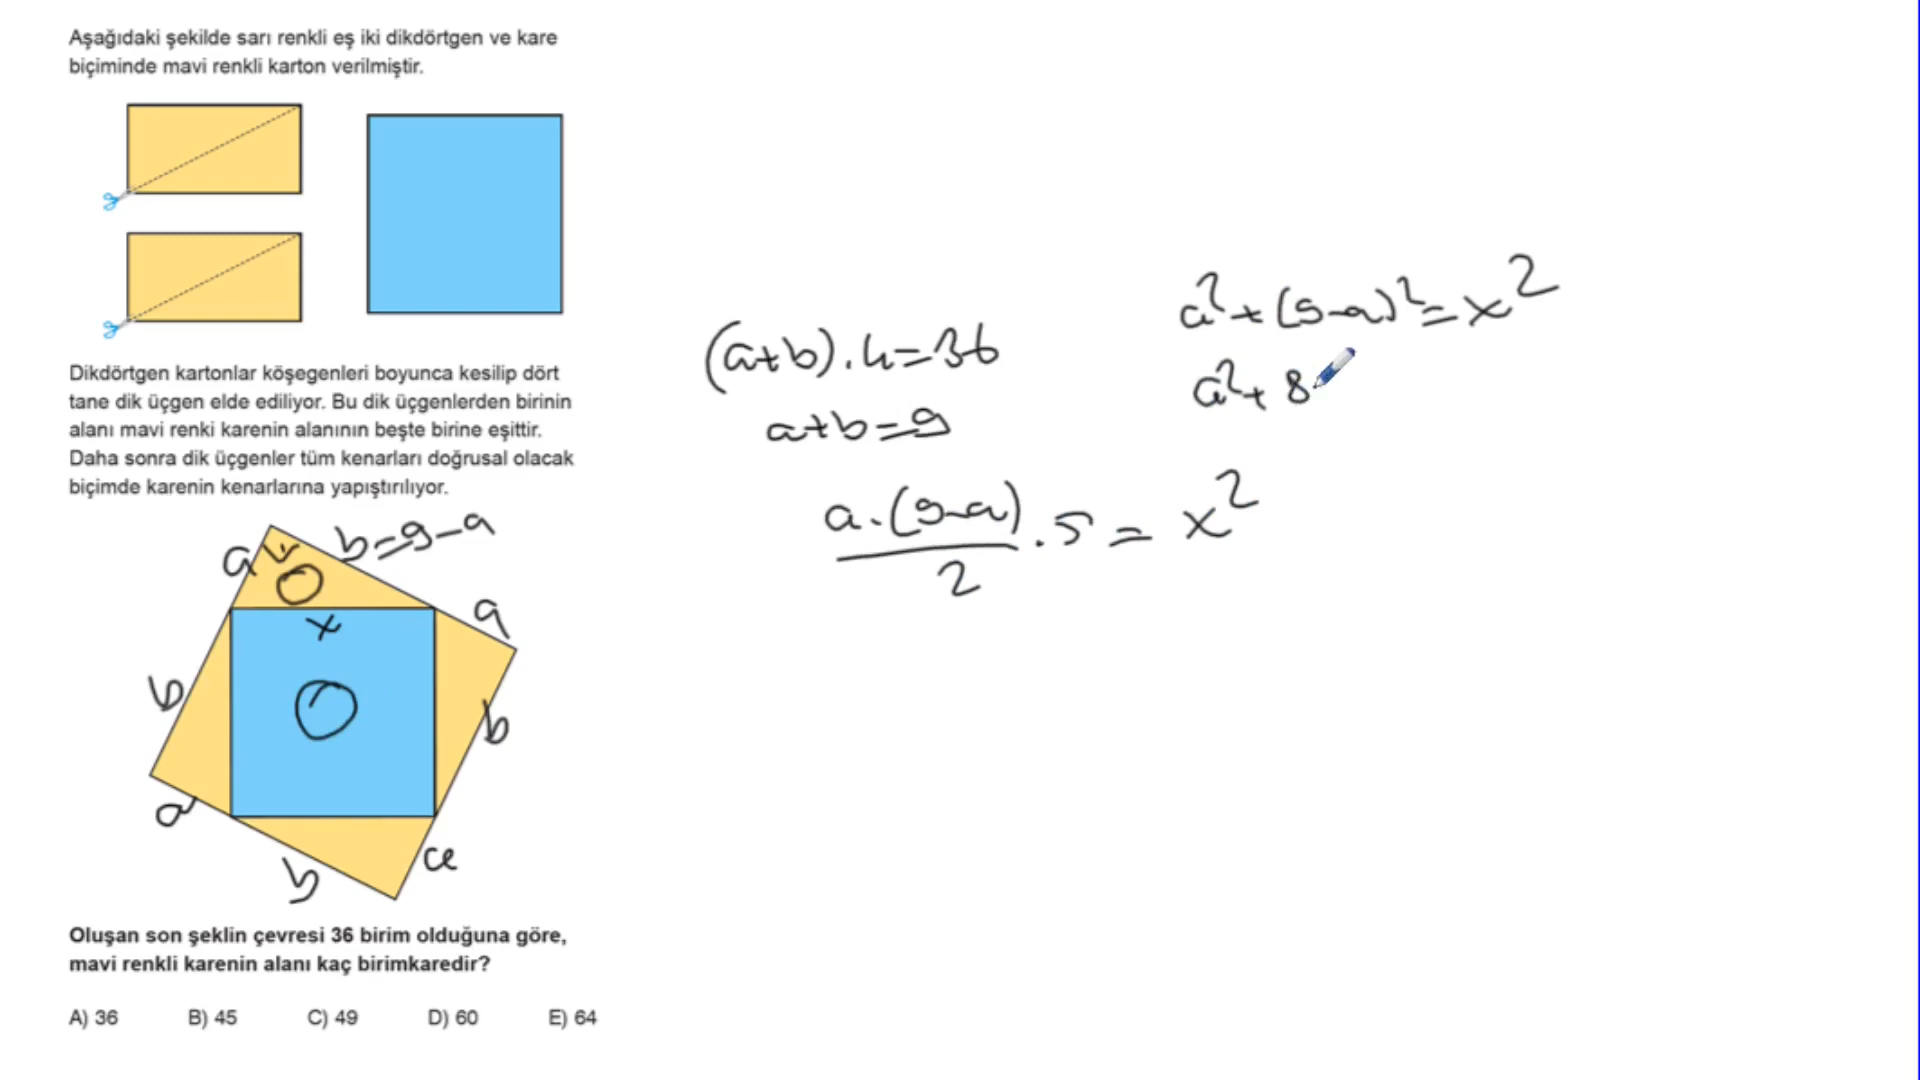 Aşağıdaki şekilde sarı renkli eş iki dikdörtgen ve kare
biçiminde mavi renkli karton verilmiştir.
Dikdörtgen kartonlar köşegenleri boyunca kesilip dört
tane dik üçgen elde ediliyor. Bu dik üçgenlerden birinin
alanı mavi renki karenin alanının beşte birine eşittir.
Daha sonra dik üçgenler tüm kenarları doğrusal olacak
biçimde karenin kenarlarına yapıştırılıyor.
a
b=9-a
a
x
b
b
a
a
b
Oluşan son şeklin çevresi 36 birim olduğuna göre,
mavi renkli karenin alanı kaç birimkaredir?
A) 36 B) 45 C) 49 D) 60 E) 64
(a+b).4=36
a+b=9
a.(9-a)/2 .5 = x²
a²+(9-a)²=x²
a²+8